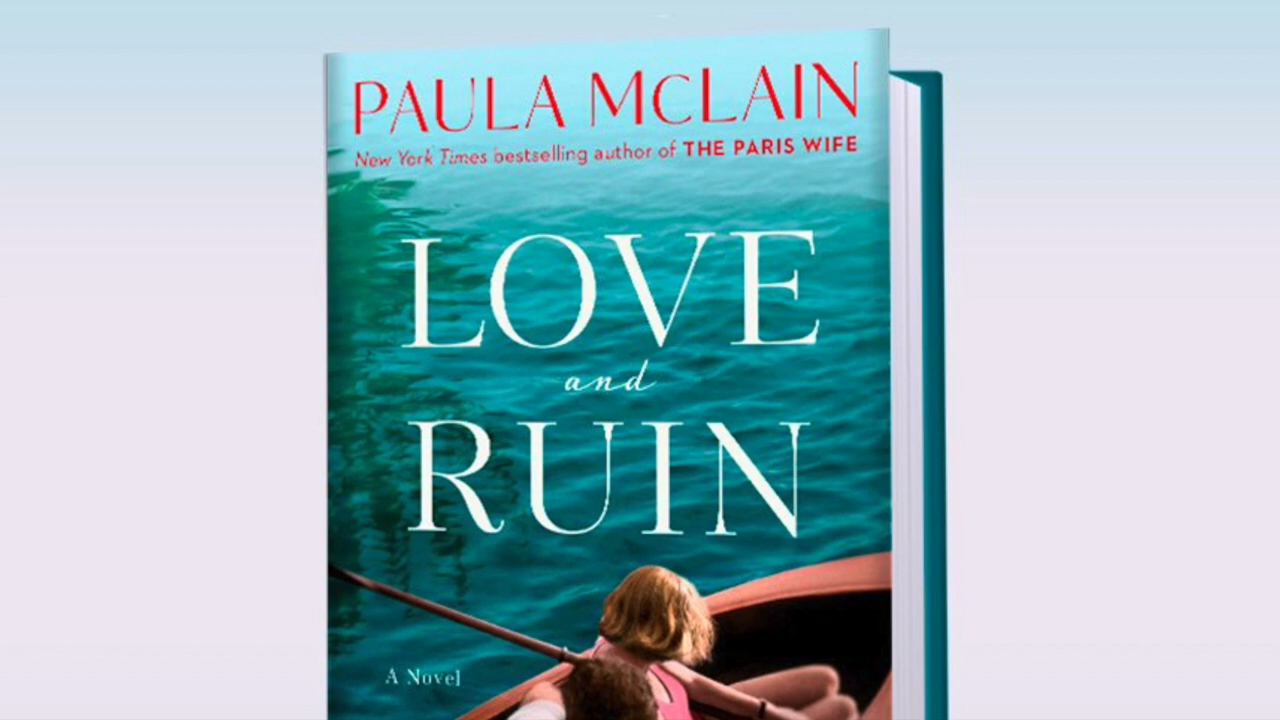 PAULA McLAIN
New York Times bestselling author of THE PARIS WIFE
LOVE
and
RUIN
A Novel